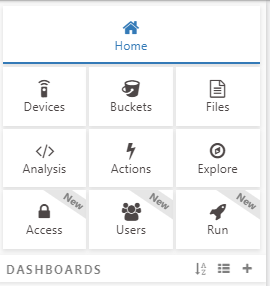 Home
Devices Buckets Files
Analysis Actions Explore
New New New
Access Users Run
DASHBOARDS